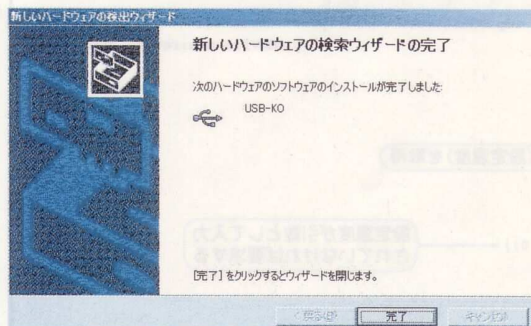 新しいハードウェアの検出ウィザード
新しいハードウェアの検索ウィザードの完了
次のハードウェアのソフトウェアのインストールが完了しました:
USB-KO
[完了] をクリックするとウィザードを閉じます。
< 戻る(B)
完了
キャンセル